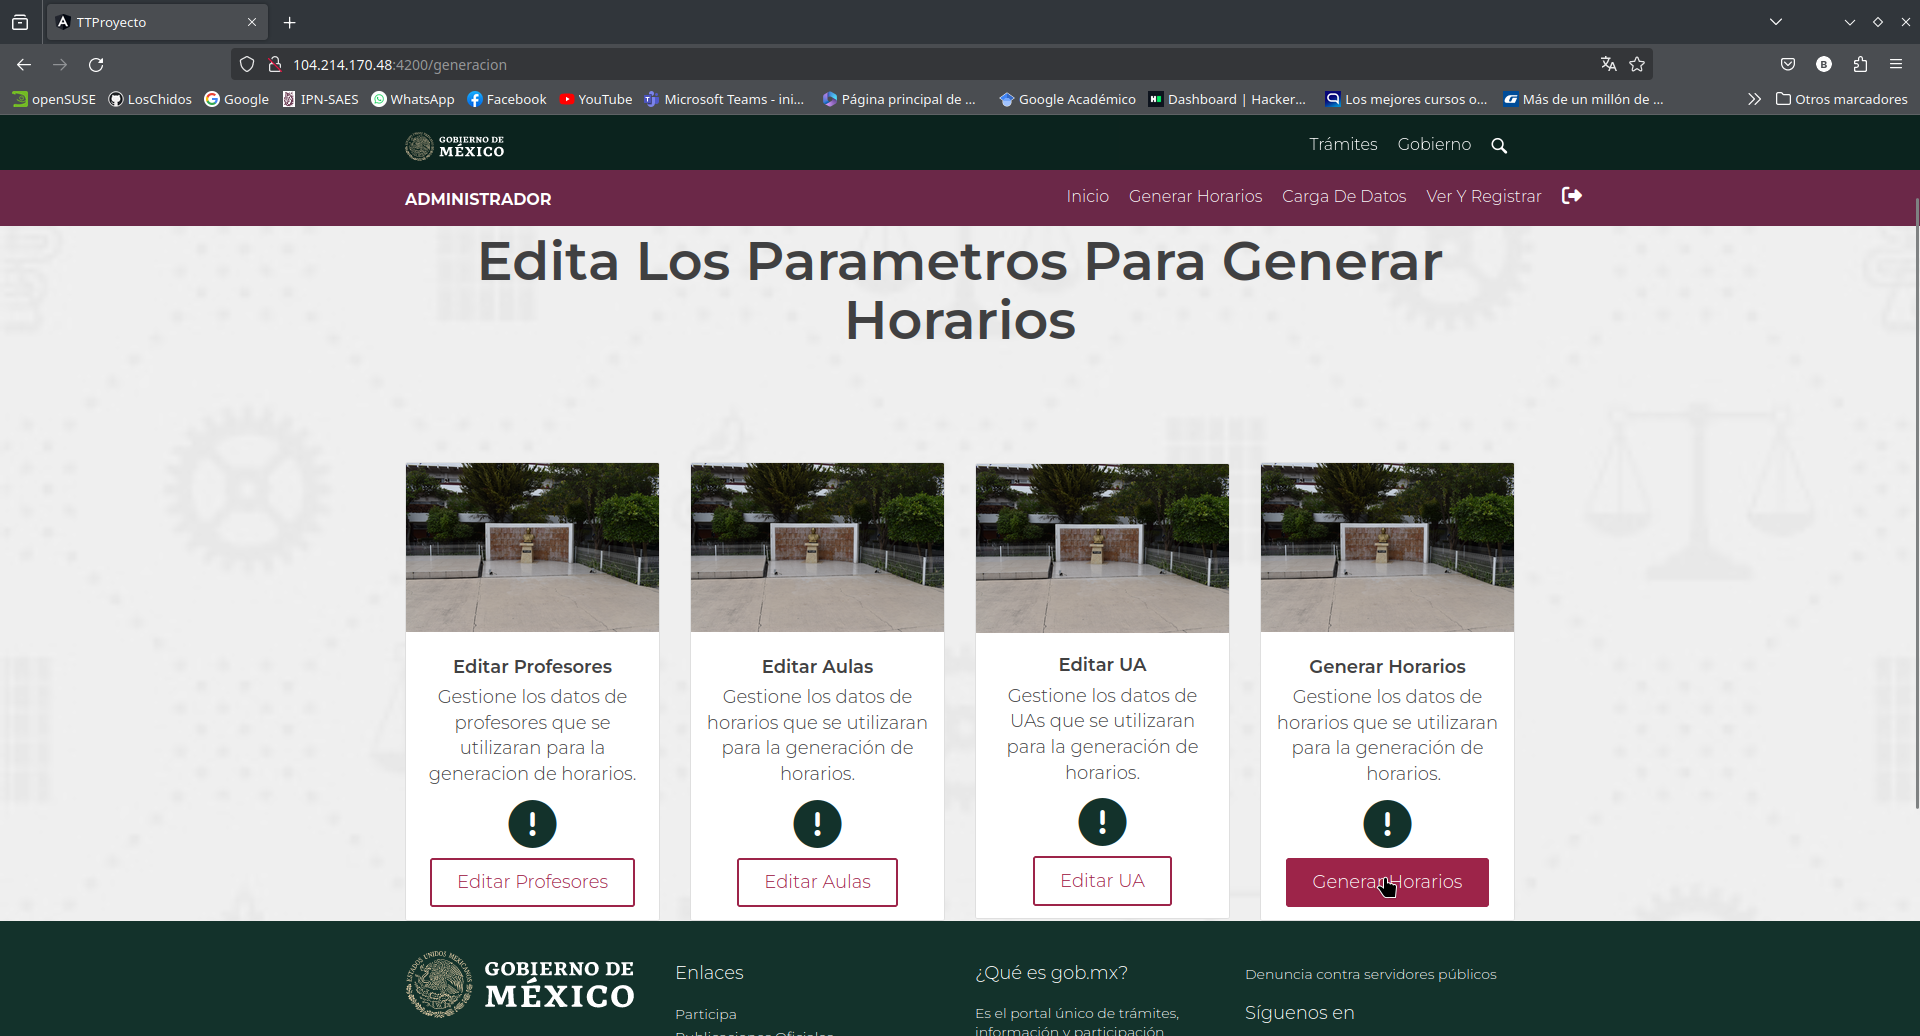 TTProyecto
104.214.170.48:4200/generacion
openSUSE LosChidos Google IPN-SAES WhatsApp Facebook YouTube Microsoft Teams - ini... Página principal de ... Google Académico Dashboard | Hacker... Los mejores cursos o... Más de un millón de ... Otros marcadores
GOBIERNO DE
MÉXICO
Trámites Gobierno
ADMINISTRADOR
Inicio Generar Horarios Carga De Datos Ver Y Registrar
Edita Los Parametros Para Generar
Horarios
Editar Profesores
Gestione los datos de
profesores que se
utilizaran para la
generacion de horarios.
Editar Profesores
Editar Aulas
Gestione los datos de
horarios que se utilizaran
para la generación de
horarios.
Editar Aulas
Editar UA
Gestione los datos de
UAs que se utilizaran
para la generación de
horarios.
Editar UA
Generar Horarios
Gestione los datos de
horarios que se utilizaran
para la generación de
horarios.
Generar Horarios
GOBIERNO DE
MÉXICO
Enlaces
Participa
Publicaciones Oficiales
¿Qué es gob.mx?
Es el portal único de trámites,
información y participación
Denuncia contra servidores públicos
Síguenos en